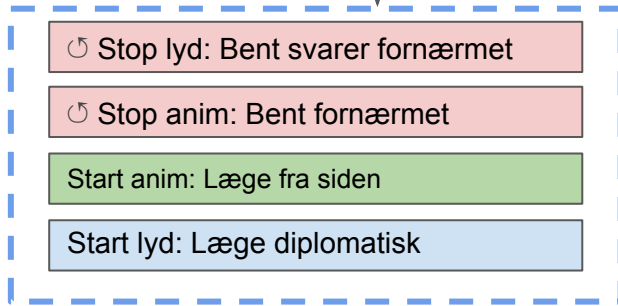 ↺ Stop lyd: Bent svarer fornærmet
↺ Stop anim: Bent fornærmet
Start anim: Læge fra siden
Start lyd: Læge diplomatisk